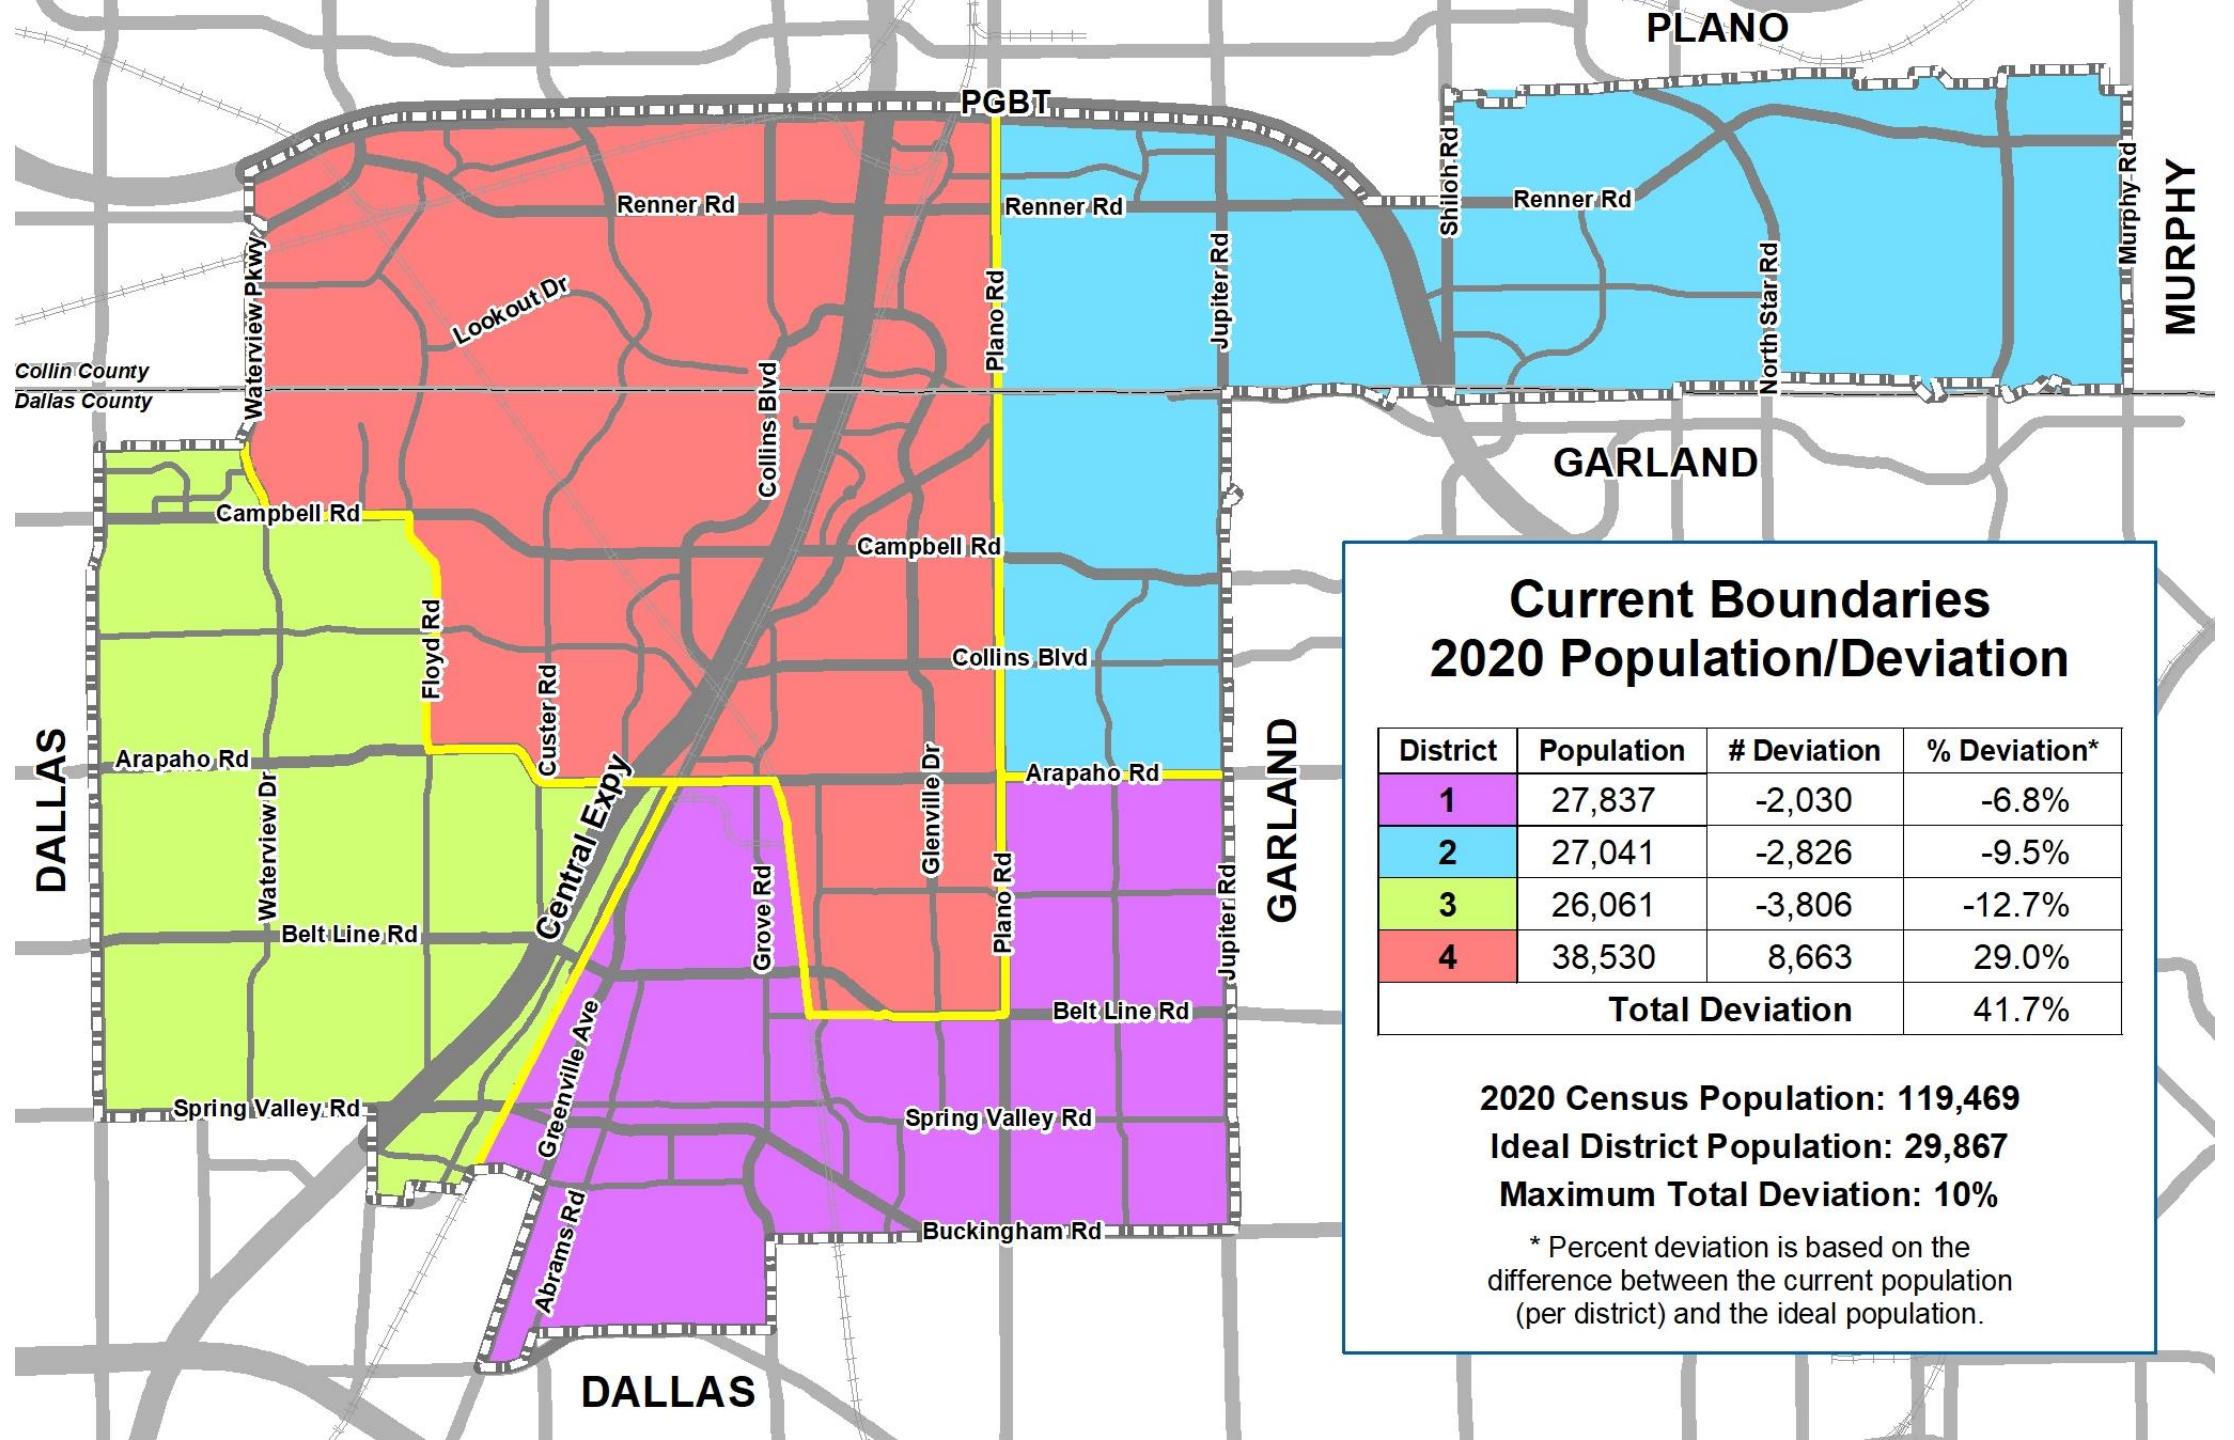 PLANO
PGBT
Renner Rd
Renner Rd
Renner Rd
Shiloh Rd
Murphy Rd
MURPHY
Waterview Pkwy
Lookout Dr
Plano Rd
Jupiter Rd
North Star Rd
Collin County
Dallas County
Collins Blvd
GARLAND
Campbell Rd
Campbell Rd
Floyd Rd
Collins Blvd
Custer Rd
DALLAS
Arapaho Rd
Waterview Dr
Central Expy
Arapaho Rd
GARLAND
Glenville Dr
Grove Rd
Plano Rd
Jupiter Rd
Belt Line Rd
Greenville Ave
Belt Line Rd
Spring Valley Rd
Spring Valley Rd
Abrams Rd
Buckingham Rd
DALLAS
Current Boundaries
2020 Population/Deviation
District Population # Deviation % Deviation*
1 27,837 -2,030 -6.8%
2 27,041 -2,826 -9.5%
3 26,061 -3,806 -12.7%
4 38,530 8,663 29.0%
Total Deviation 41.7%
2020 Census Population: 119,469
Ideal District Population: 29,867
Maximum Total Deviation: 10%
* Percent deviation is based on the
difference between the current population
(per district) and the ideal population.